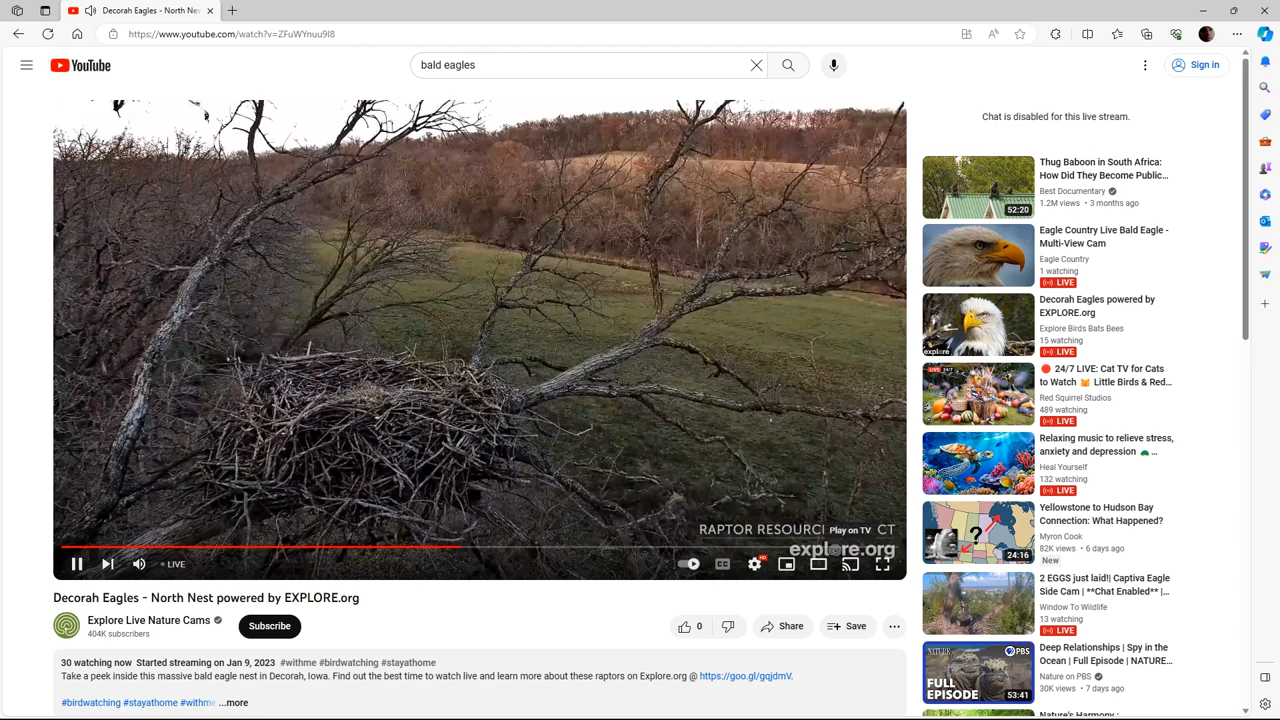 Decorah Eagles - North Nes
https://www.youtube.com/watch?v=ZFuWYnuu9I8
YouTube
bald eagles
Sign in
RAPTOR RESOURC
Play on TV
CT
explore.org
LIVE
HD
Decorah Eagles - North Nest powered by EXPLORE.org
Explore Live Nature Cams
404K subscribers
Subscribe
0
Share
Save
30 watching now Started streaming on Jan 9, 2023 #withme #birdwatching #stayathome
Take a peek inside this massive bald eagle nest in Decorah, Iowa. Find out the best time to watch live and learn more about these raptors on Explore.org @ https://goo.gl/gqjdmV.
#birdwatching #stayathome #withme ...more
Chat is disabled for this live stream.
52:20
Thug Baboon in South Africa:
How Did They Become Public...
Best Documentary
1.2M views • 3 months ago
Eagle Country Live Bald Eagle -
Multi-View Cam
Eagle Country
1 watching
LIVE
explore
Decorah Eagles powered by
EXPLORE.org
Explore Birds Bats Bees
15 watching
LIVE
LIVE 24/7
24/7 LIVE: Cat TV for Cats
to Watch 😺 Little Birds & Red...
Red Squirrel Studios
489 watching
LIVE
Relaxing music to relieve stress,
anxiety and depression ...
Heal Yourself
132 watching
LIVE
?
24:16
Yellowstone to Hudson Bay
Connection: What Happened?
Myron Cook
82K views • 6 days ago
New
2 EGGS just laid!| Captiva Eagle
Side Cam | **Chat Enabled** |...
Window To Wildlife
13 watching
LIVE
NATURE
PBS
FULL
EPISODE
53:41
Deep Relationships | Spy in the
Ocean | Full Episode | NATURE...
Nature on PBS
30K views • 7 days ago
Nature's Harmony :